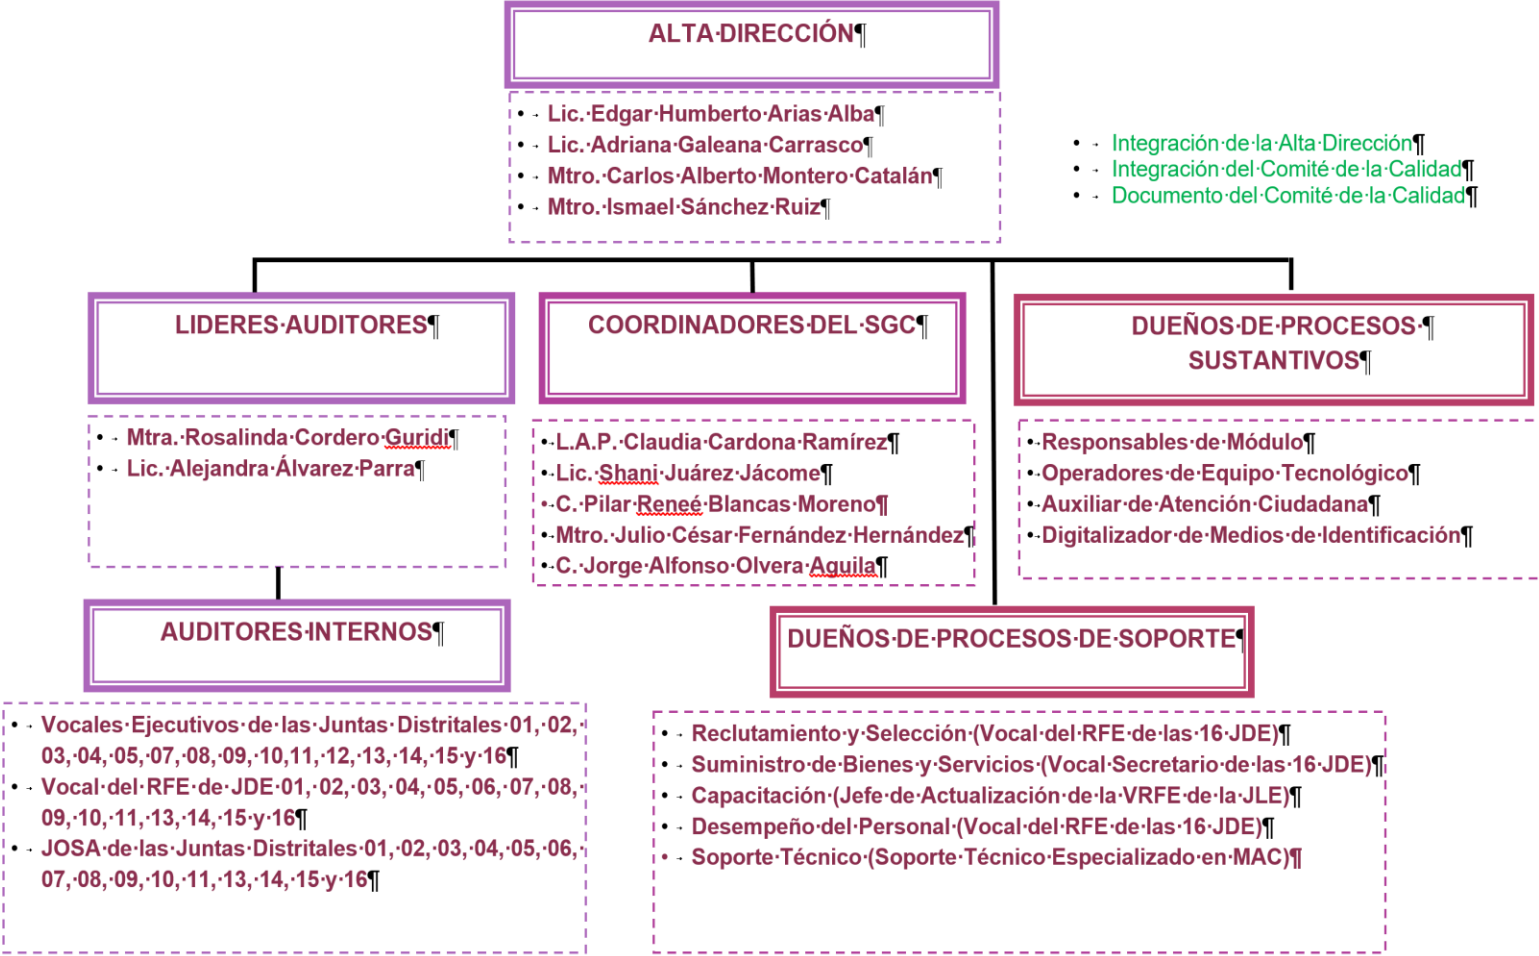 ALTA DIRECCIÓN¶
• Lic. Edgar Humberto Arias Alba¶
• Lic. Adriana Galeana Carrasco¶
• Mtro. Carlos Alberto Montero Catalán¶
• Mtro. Ismael Sánchez Ruiz¶
• Integración de la Alta Dirección¶
• Integración del Comité de la Calidad¶
• Documento del Comité de la Calidad¶
LIDERES AUDITORES¶
• Mtra. Rosalinda Cordero Guridi¶
• Lic. Alejandra Álvarez Parra¶
COORDINADORES DEL SGC¶
• L.A.P. Claudia Cardona Ramírez¶
• Lic. Shani Juárez Jácome¶
• C. Pilar Reneé Blancas Moreno¶
• Mtro. Julio César Fernández Hernández¶
• C. Jorge Alfonso Olvera Aguila¶
DUEÑOS DE PROCESOS ¶
SUSTANTIVOS¶
• Responsables de Módulo¶
• Operadores de Equipo Tecnológico¶
• Auxiliar de Atención Ciudadana¶
• Digitalizador de Medios de Identificación¶
AUDITORES INTERNOS¶
• Vocales Ejecutivos de las Juntas Distritales 01, 02,
03, 04, 05, 07, 08, 09, 10,11, 12, 13, 14, 15 y 16¶
• Vocal del RFE de JDE 01, 02, 03, 04, 05, 06, 07, 08,
09, 10, 11, 13, 14, 15 y 16¶
• JOSA de las Juntas Distritales 01, 02, 03, 04, 05, 06,
07, 08, 09, 10, 11, 13, 14, 15 y 16¶
DUEÑOS DE PROCESOS DE SOPORTE¶
• Reclutamiento y Selección (Vocal del RFE de las 16 JDE)¶
• Suministro de Bienes y Servicios (Vocal Secretario de las 16 JDE)¶
• Capacitación (Jefe de Actualización de la VRFE de la JLE)¶
• Desempeño del Personal (Vocal del RFE de las 16 JDE)¶
• Soporte Técnico (Soporte Técnico Especializado en MAC)¶